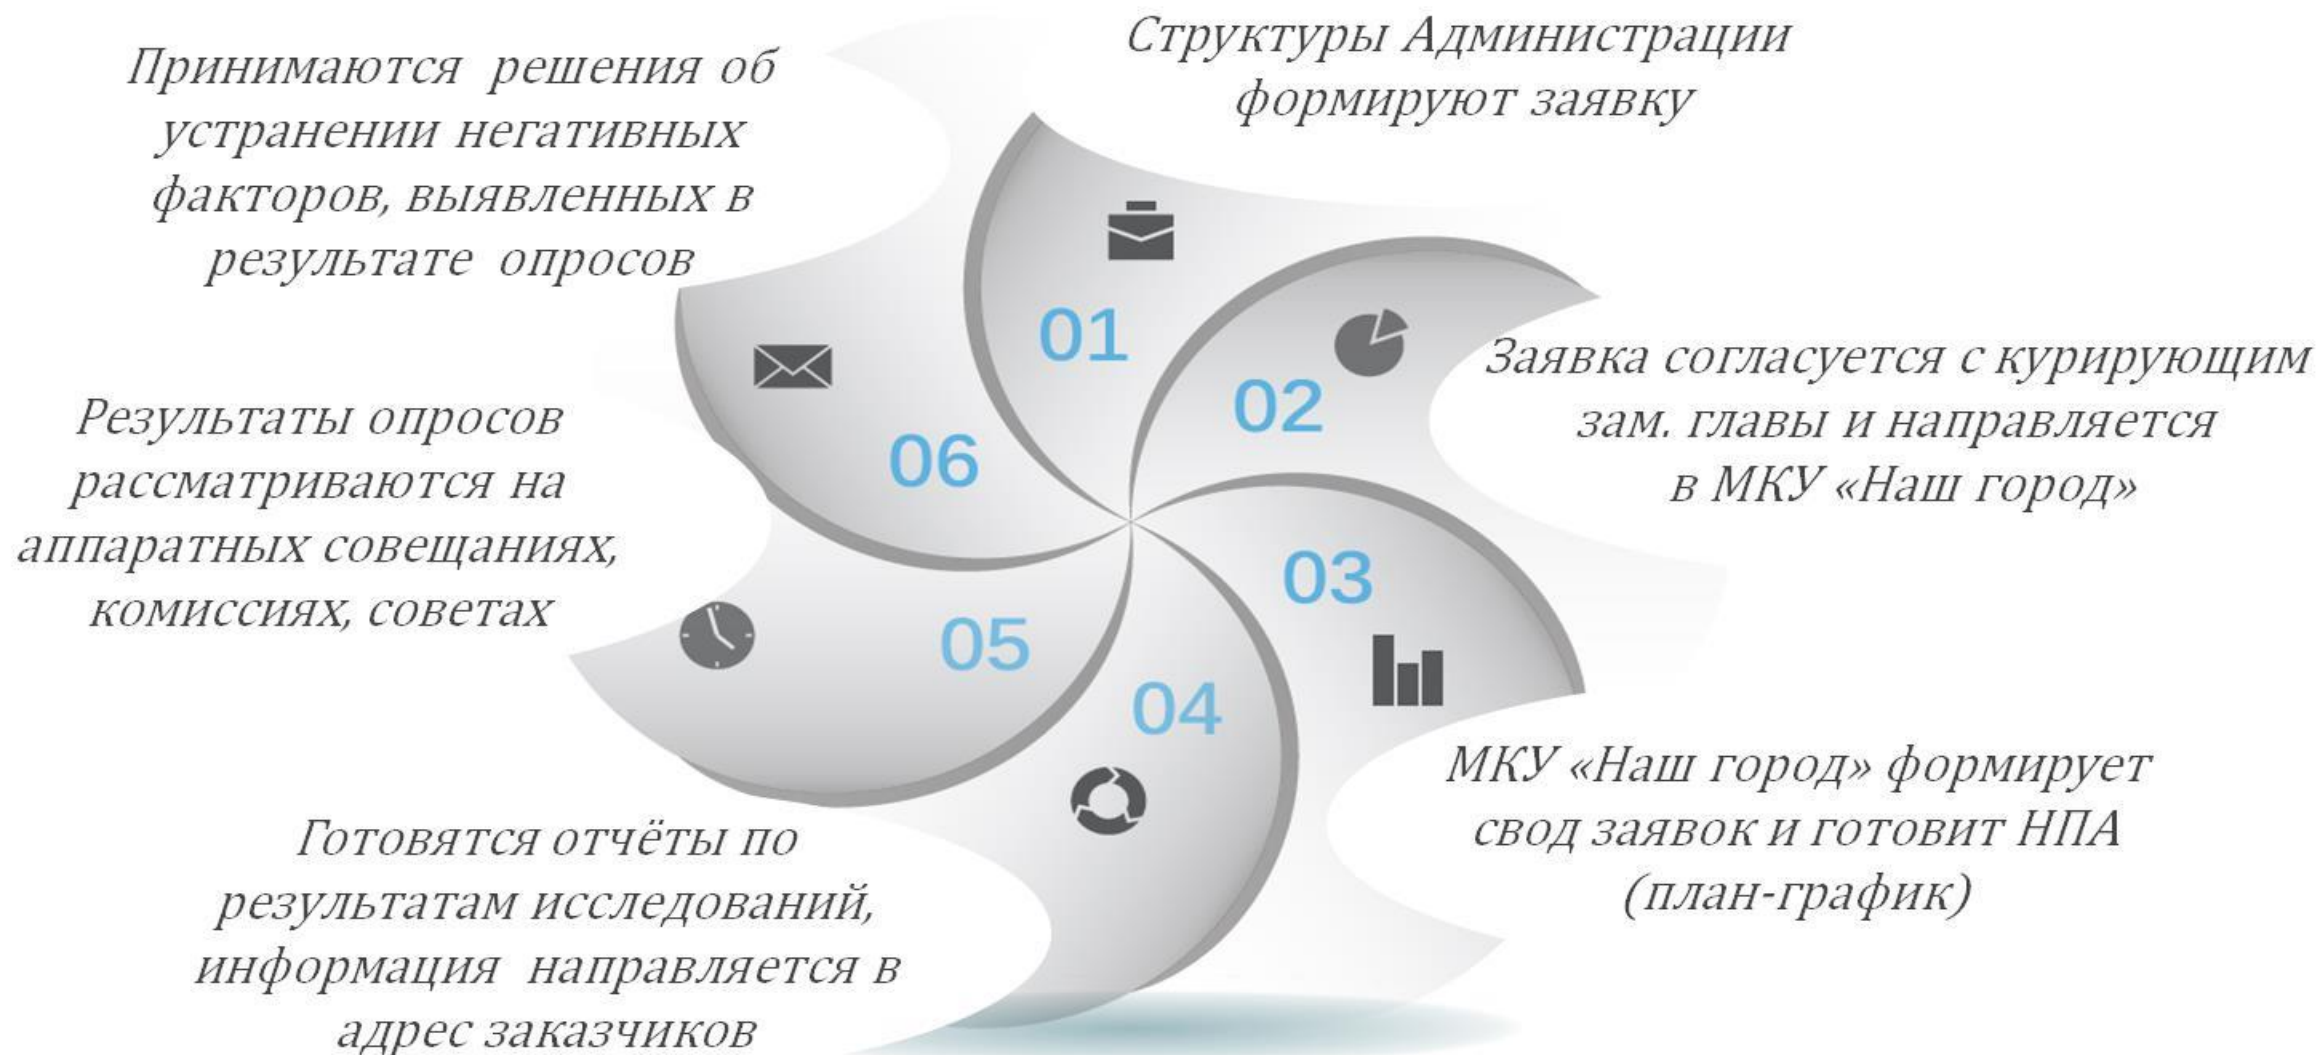 Структуры Администрации
формируют заявку
01
Заявка согласуется с курирующим
зам. главы и направляется
в МКУ «Наш город»
02
МКУ «Наш город» формирует
свод заявок и готовит НПА
(план-график)
03
Готовятся отчёты по
результатам исследований,
информация направляется в
адрес заказчиков
04
Результаты опросов
рассматриваются на
аппаратных совещаниях,
комиссиях, советах
05
Принимаются решения об
устранении негативных
факторов, выявленных в
результате опросов
06